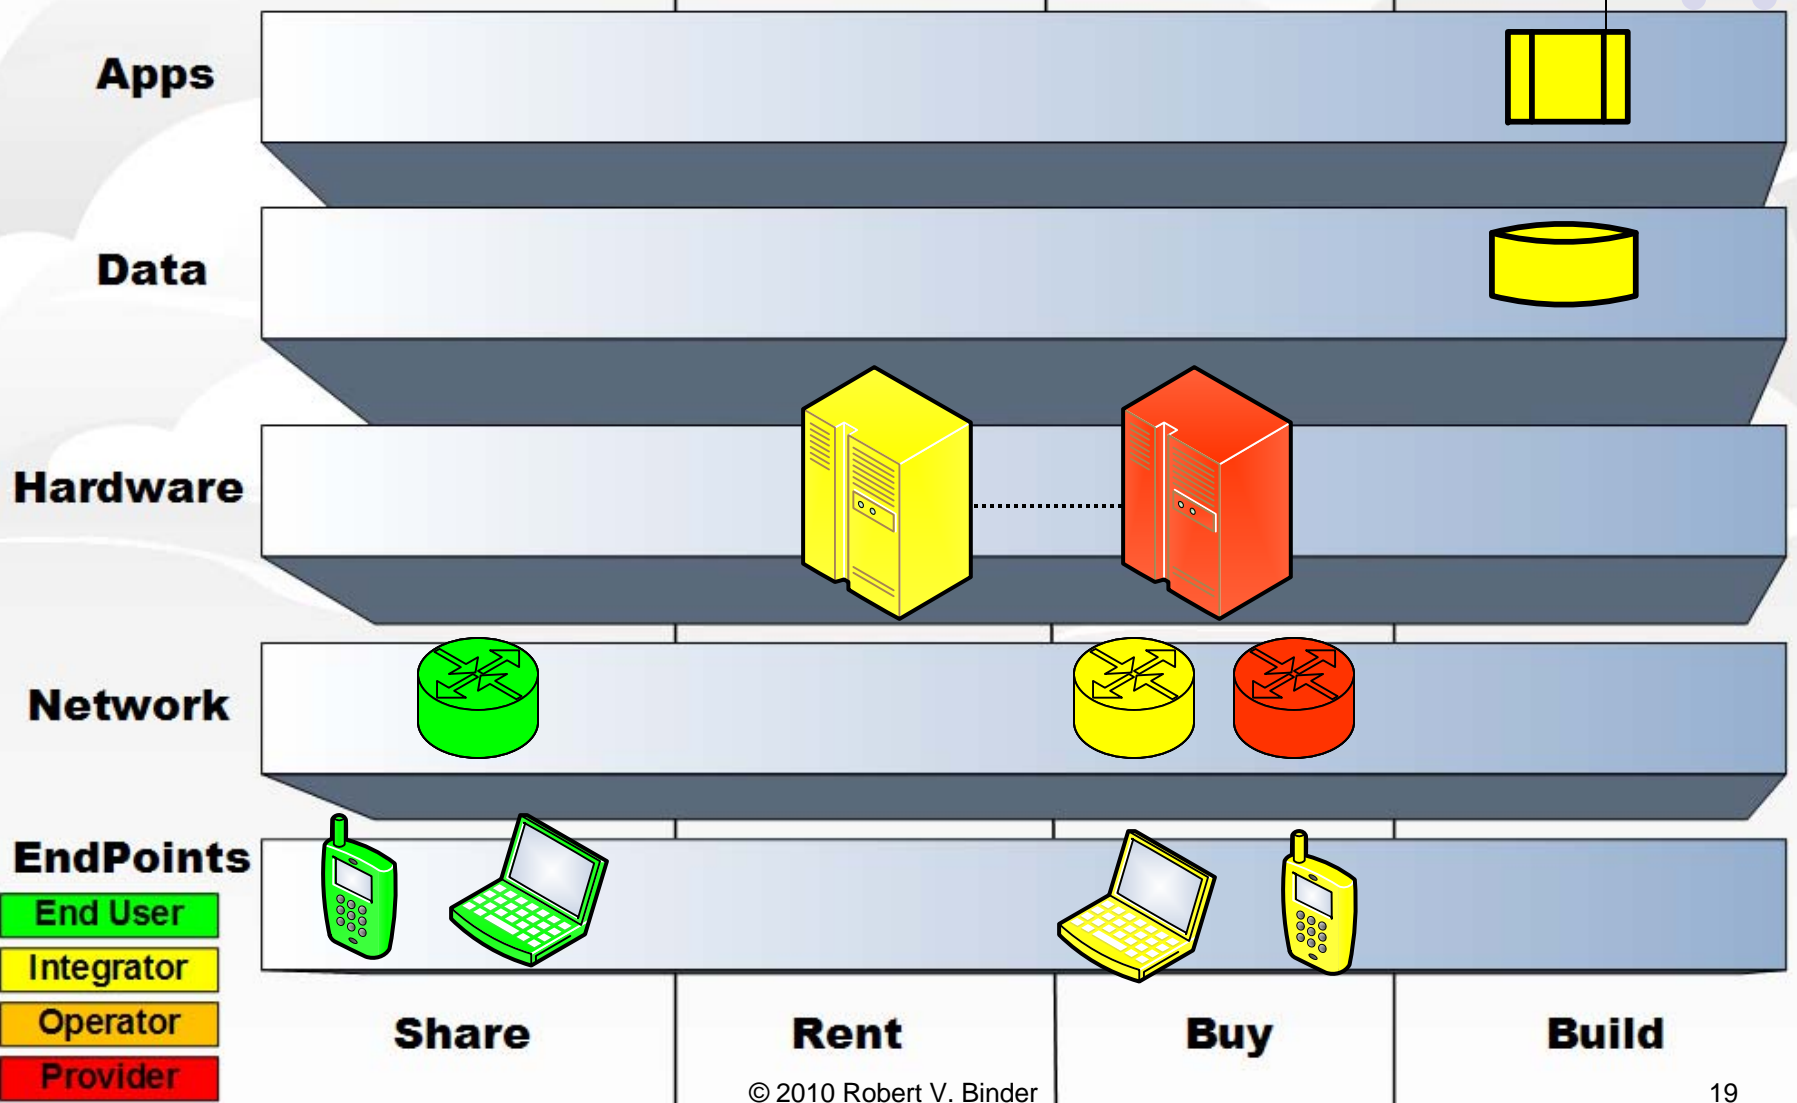 Apps
Data
Hardware
Network
EndPoints
End User
Integrator
Operator
Provider
Share
Rent
Buy
Build
© 2010 Robert V. Binder
19